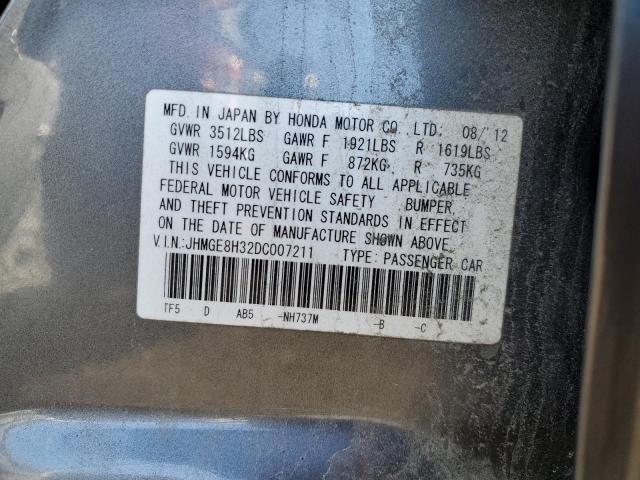 MFD. IN JAPAN BY HONDA MOTOR CO., LTD. 08/'12
GVWR 3512LBS GAWR F 1921LBS R 1619LBS
GVWR 1594KG GAWR F 872KG R 735KG
THIS VEHICLE CONFORMS TO ALL APPLICABLE
FEDERAL MOTOR VEHICLE SAFETY BUMPER,
AND THEFT PREVENTION STANDARDS IN EFFECT
ON THE DATE OF MANUFACTURE SHOWN ABOVE.
V.I.N.:JHMGE8H32DC007211 TYPE: PASSENGER CAR
TF5 D AB5 -NH737M -B -C